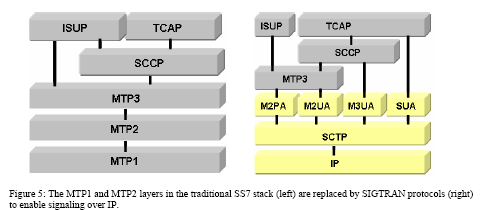 ISUP TCAP
SCCP
MTP3
MTP2
MTP1
ISUP TCAP
SCCP
MTP3
M2PA M2UA M3UA SUA
SCTP
IP
Figure 5: The MTP1 and MTP2 layers in the traditional SS7 stack (left) are replaced by SIGTRAN protocols (right)
to enable signaling over IP.